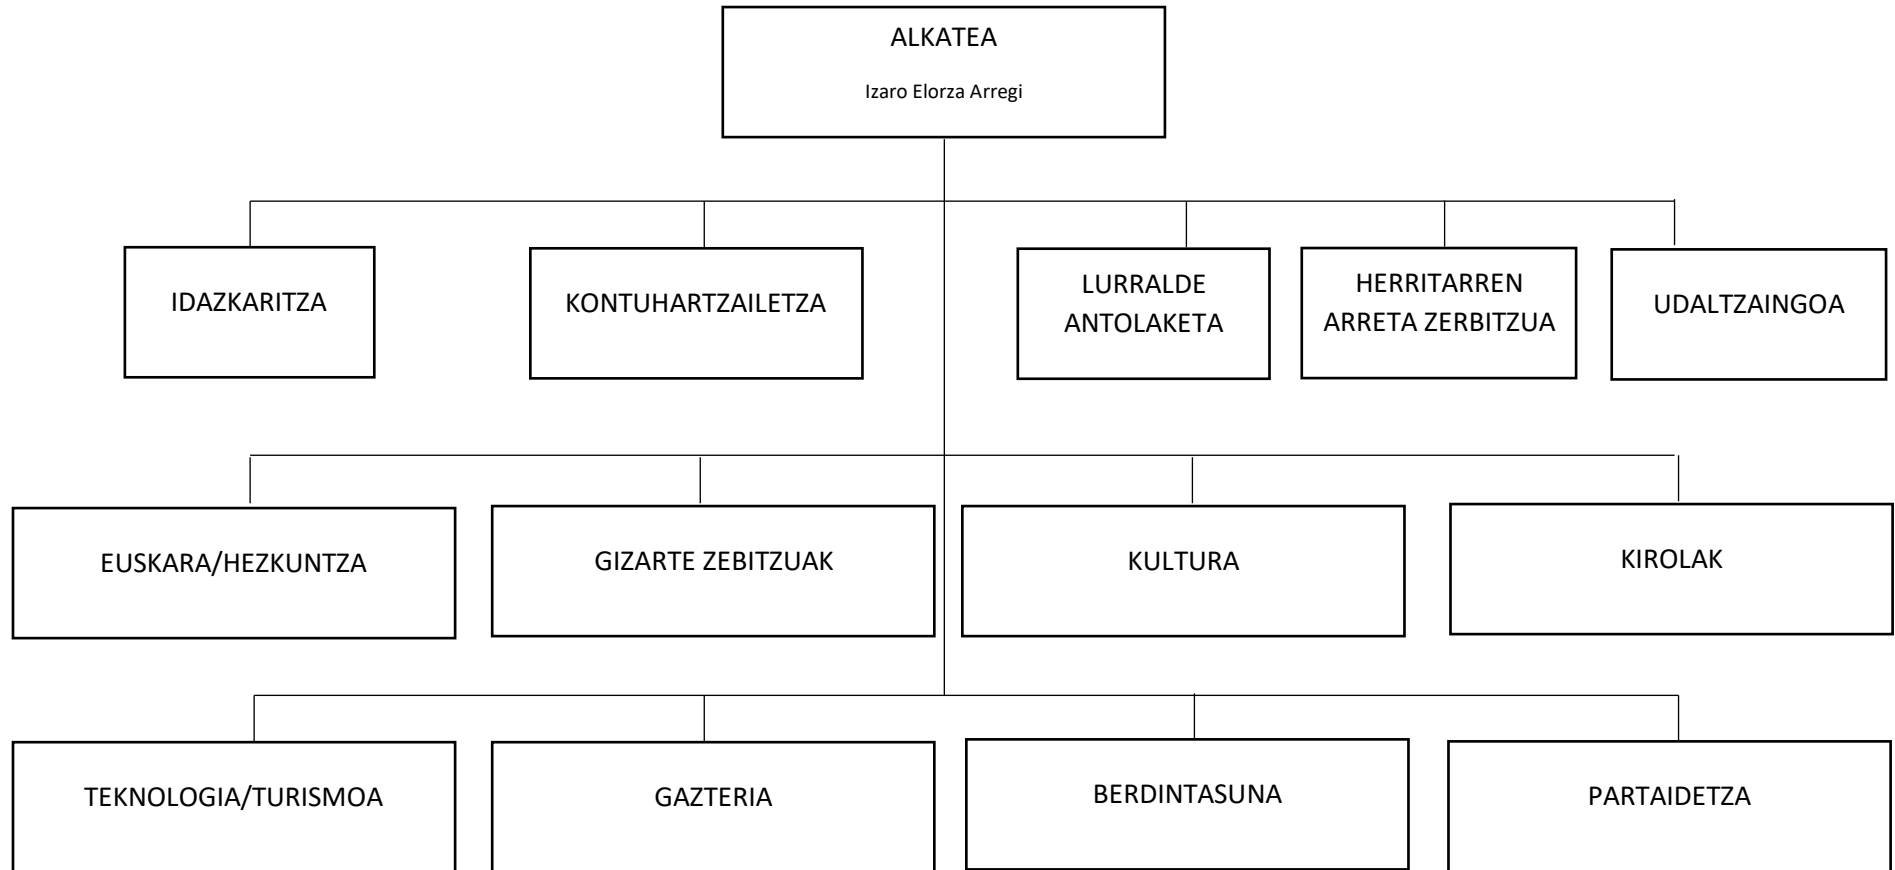 ALKATEA
Izaro Elorza Arregi
IDAZKARITZA
KONTUHARTZAILETZA
LURRALDE
ANTOLAKETA
HERRITARREN
ARRETA ZERBITZUA
UDALTZAINGOA
EUSKARA/HEZKUNTZA
GIZARTE ZEBITZUAK
KULTURA
KIROLAK
TEKNOLOGIA/TURISMOA
GAZTERIA
BERDINTASUNA
PARTAIDETZA